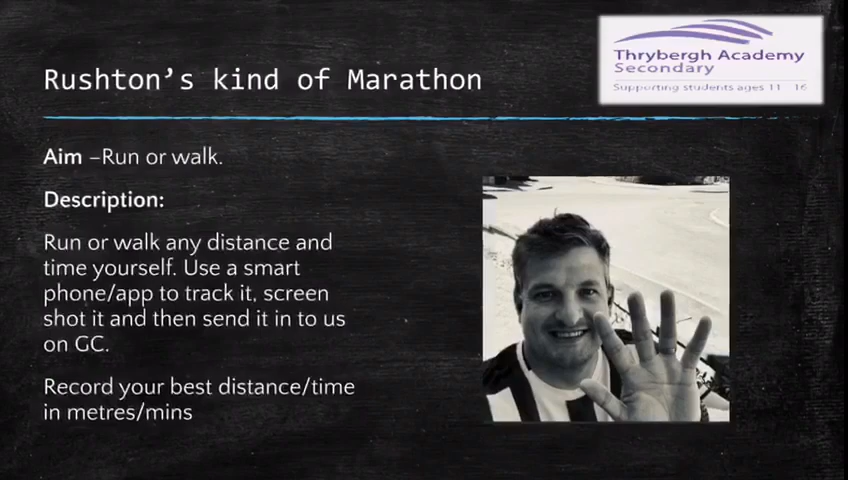 Thrybergh Academy
Secondary
Supporting students ages 11 - 16
Rushton's kind of Marathon
Aim –Run or walk.
Description:
Run or walk any distance and
time yourself. Use a smart
phone/app to track it, screen
shot it and then send it in to us
on GC.
Record your best distance/time
in metres/mins